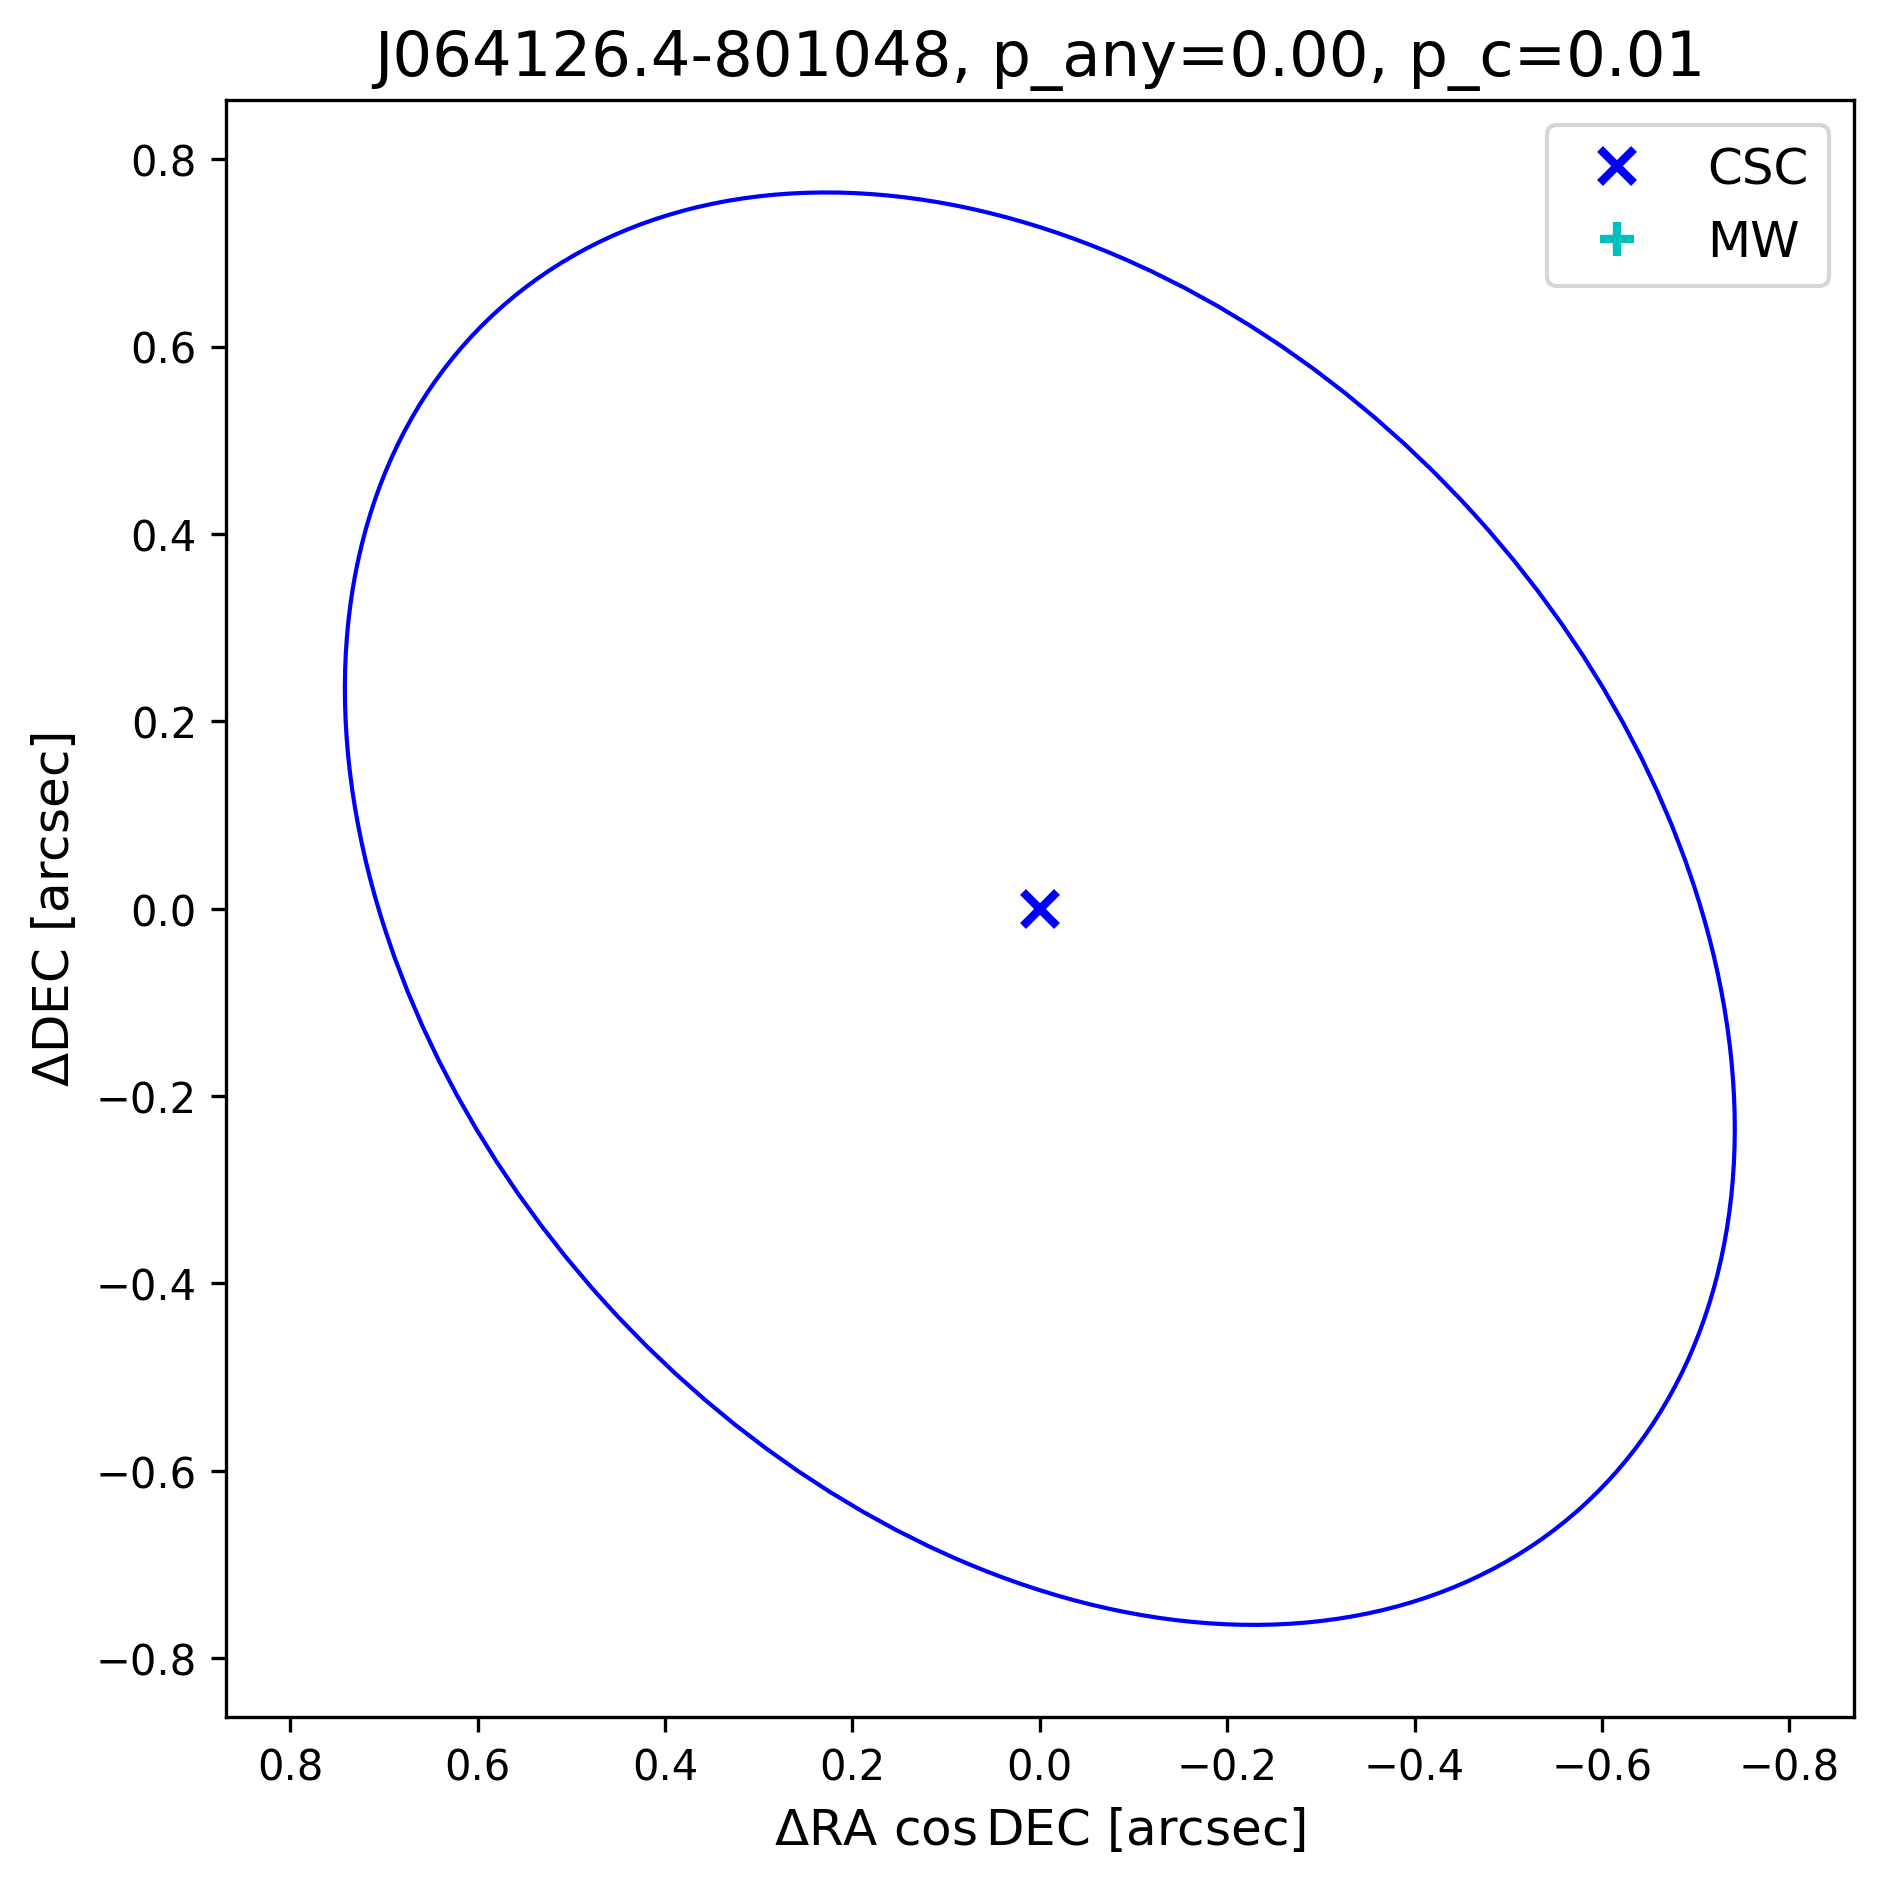 J064126.4-801048, p_any=0.00, p_c=0.01
CSC
MW
0.8
0.6
0.4
0.2
0.0
−0.2
−0.4
−0.6
−0.8
ΔDEC [arcsec]
0.8 0.6 0.4 0.2 0.0 −0.2 −0.4 −0.6 −0.8
ΔRA cos DEC [arcsec]